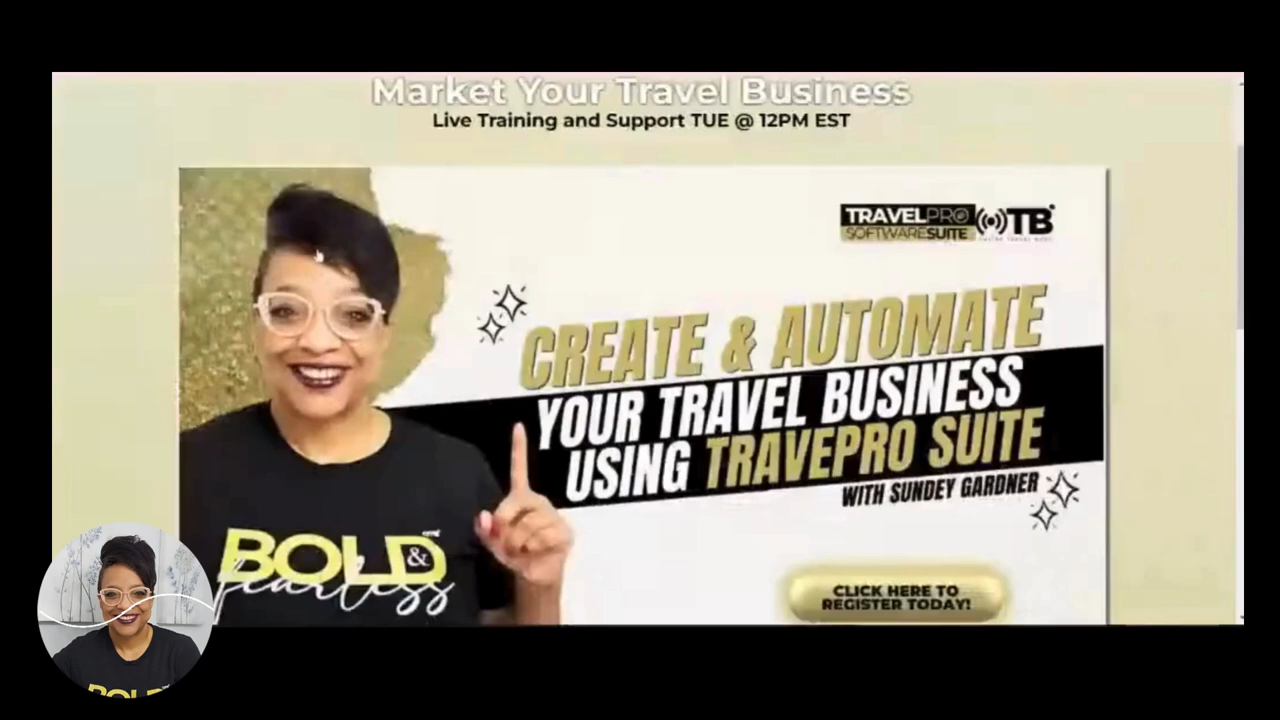 Market Your Travel Business
Live Training and Support TUE @ 12PM EST
TRAVELPRO
SOFTWARESUITE
TB
CREATE & AUTOMATE
YOUR TRAVEL BUSINESS
USING TRAVEPRO SUITE
WITH SUNDEY GARDNER
BOLD &
fearless
CLICK HERE TO
REGISTER TODAY!
BOLD